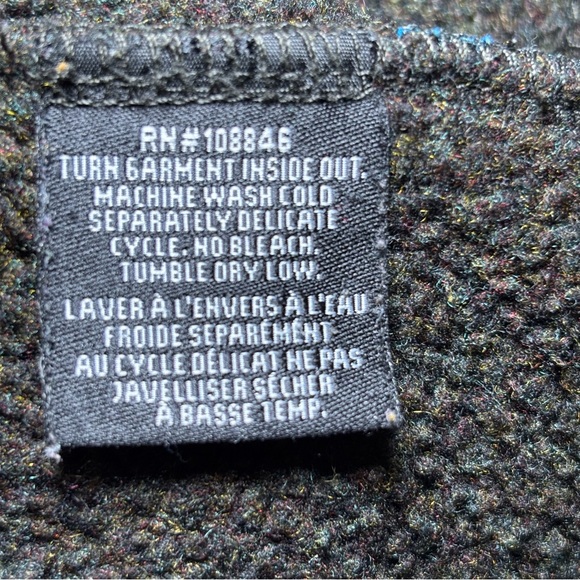 RN#108846
TURN GARMENT INSIDE OUT.
MACHINE WASH COLD
SEPARATELY DELICATE
CYCLE. NO BLEACH.
TUMBLE DRY LOW.
LAVER À L'ENVERS À L'EAU
FROIDE SEPARÉMENT
AU CYCLE DÉLICAT NE PAS
JAVELLISER SÉCHER
À BASSE TEMP.